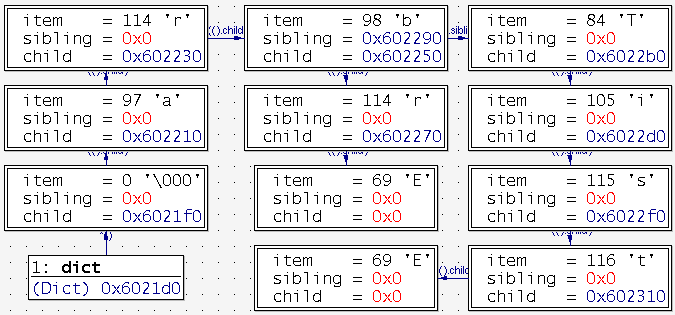 item = 114 'r'
sibling = 0x0
child = 0x602230
(().child
item = 98 'b'
sibling = 0x602290
child = 0x602250
.sibli
item = 84 'T'
sibling = 0x0
child = 0x6022b0
item = 97 'a'
sibling = 0x0
child = 0x602210
item = 114 'r'
sibling = 0x0
child = 0x602270
item = 105 'i'
sibling = 0x0
child = 0x6022d0
item = 0 '\000'
sibling = 0x0
child = 0x6021f0
item = 69 'E'
sibling = 0x0
child = 0x0
item = 115 's'
sibling = 0x0
child = 0x6022f0
1: dict
(Dict) 0x6021d0
item = 69 'E'
sibling = 0x0
child = 0x0
().child
item = 116 't'
sibling = 0x0
child = 0x602310